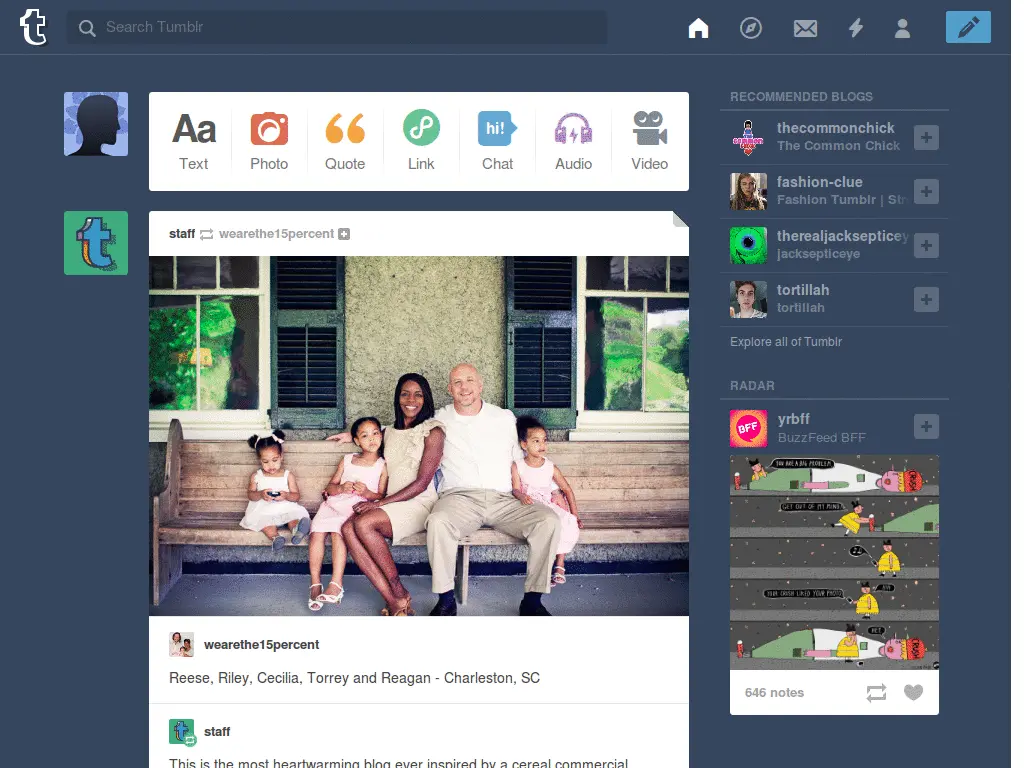 Search Tumblr
Aa
Text
Photo
Quote
Link
hi!
Chat
Audio
Video
staff wearethe15percent
wearethe15percent
Reese, Riley, Cecilia, Torrey and Reagan - Charleston, SC
staff
This is the most heartwarming blog ever inspired by a cereal commercial
RECOMMENDED BLOGS
thecommonchick
The Common Chick
fashion-clue
Fashion Tumblr | Str
therealjacksepticey
jacksepticeye
tortillah
tortillah
Explore all of Tumblr
RADAR
BFF
yrbff
BuzzFeed BFF
YOU ARE A BIG PROBLEM
CRUSH
GET OUT OF MY MIND
YOUR CRUSH LIKED YOUR PHOTO
CRUSH
646 notes